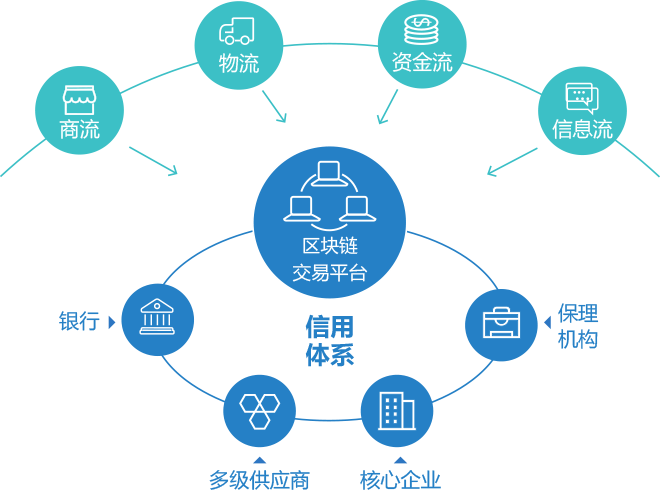 物流
资金流
商流
信息流
区块链
交易平台
银行
保理
机构
信用
体系
多级供应商
核心企业